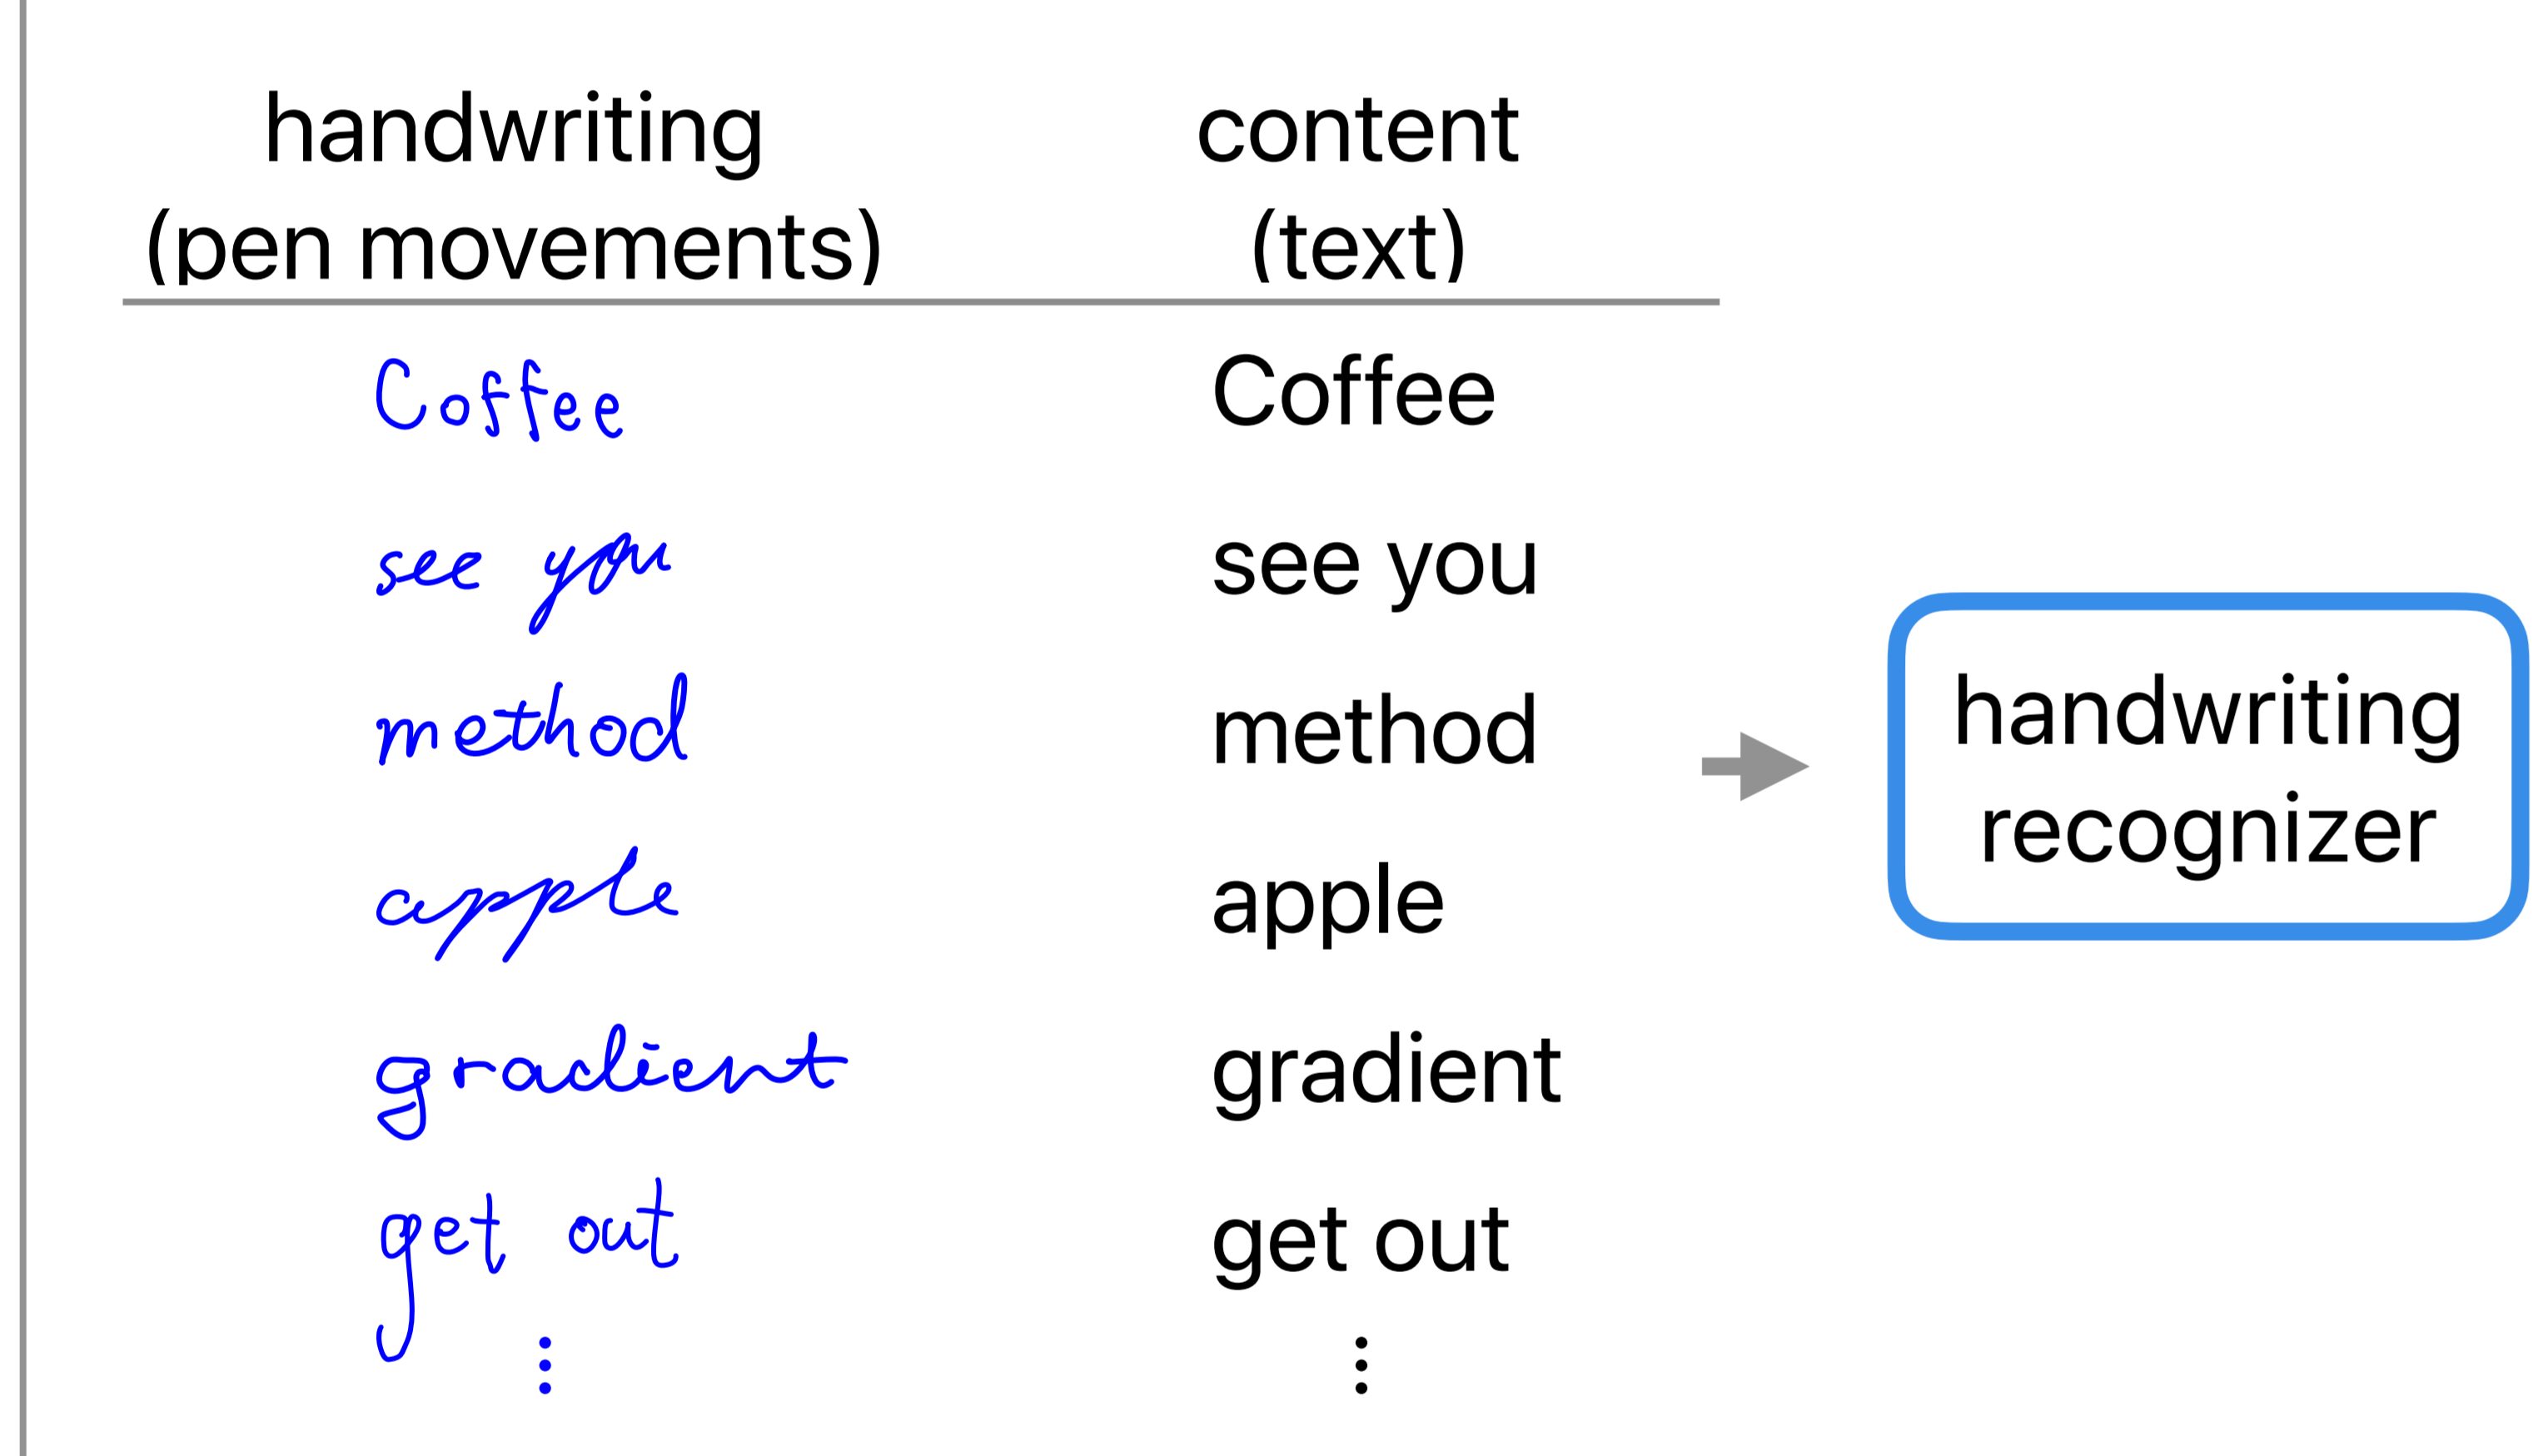 handwriting content
(pen movements) (text)
Coffee Coffee
see you see you
method method
apple apple
gradient gradient
get out get out
⋮ ⋮
handwriting
recognizer